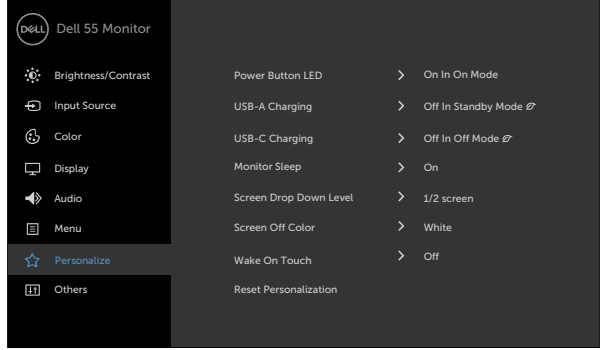 DELL Dell 55 Monitor
Brightness/Contrast Power Button LED On In On Mode
Input Source USB-A Charging Off In Standby Mode
Color USB-C Charging Off In Off Mode
Display Monitor Sleep On
Audio Screen Drop Down Level 1/2 screen
Menu Screen Off Color White
Personalize Wake On Touch Off
Others Reset Personalization